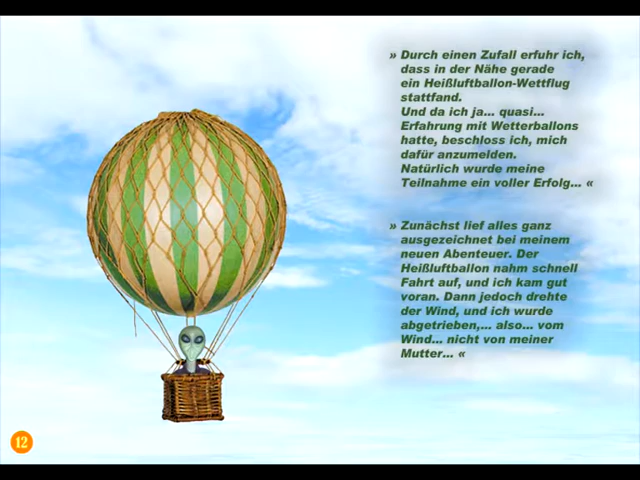 » Durch einen Zufall erfuhr ich,
dass in der Nähe gerade
ein Heißluftballon-Wettflug
stattfand.
Und da ich ja... quasi...
Erfahrung mit Wetterballons
hatte, beschloss ich, mich
dafür anzumelden.
Natürlich wurde meine
Teilnahme ein voller Erfolg... «
» Zunächst lief alles ganz
ausgezeichnet bei meinem
neuen Abenteuer. Der
Heißluftballon nahm schnell
Fahrt auf, und ich kam gut
voran. Dann jedoch drehte
der Wind, und ich wurde
abgetrieben,... also... vom
Wind... nicht von meiner
Mutter... «
12